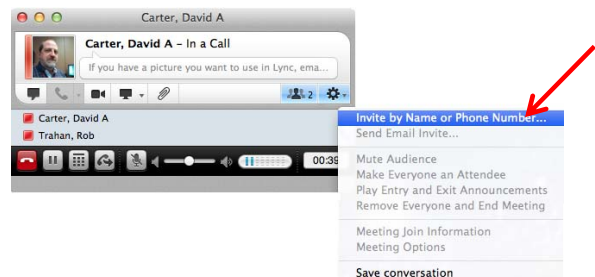 Carter, David A
Carter, David A – In a Call
If you have a picture you want to use in Lync, ema...
2
Carter, David A
Trahan, Rob
00:39
Invite by Name or Phone Number...
Send Email Invite...
Mute Audience
Make Everyone an Attendee
Play Entry and Exit Announcements
Remove Everyone and End Meeting
Meeting Join Information
Meeting Options
Save conversation